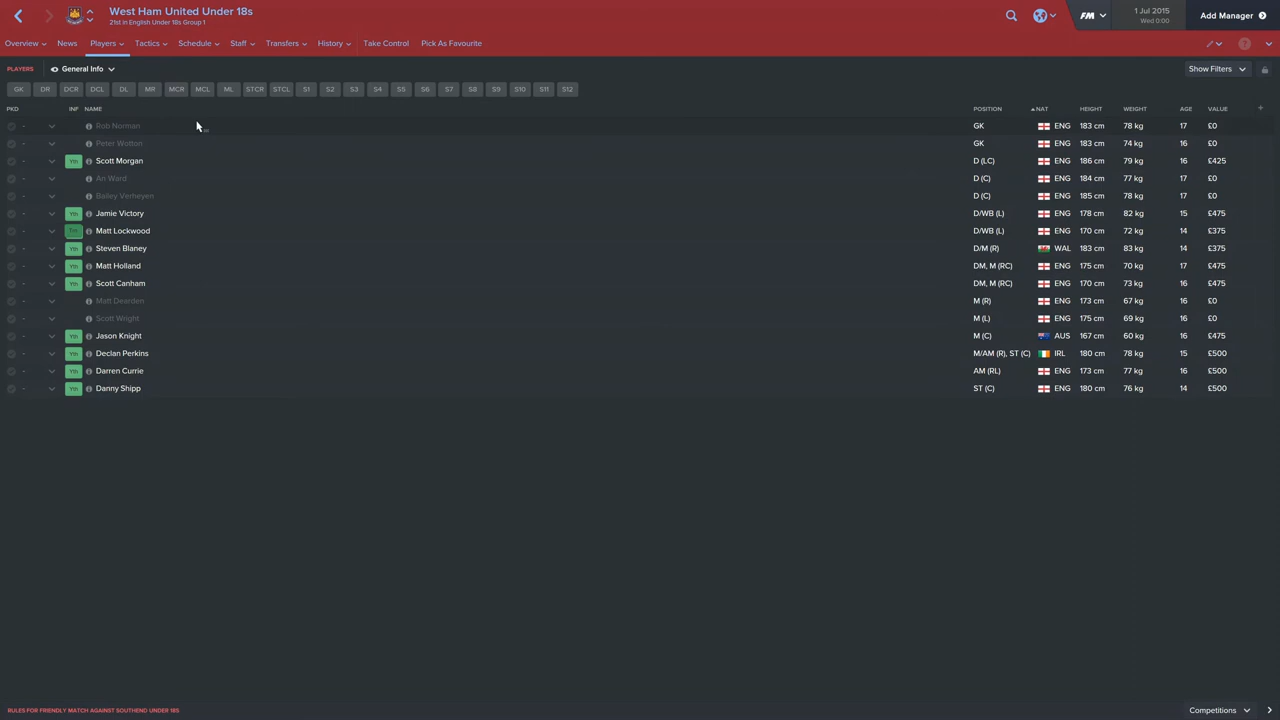 West Ham United Under 18s
21st in English Under 18s Group 1
FM
1 Jul 2015
Wed 0:00
Add Manager
Overview News Players Tactics Schedule Staff Transfers History Take Control Pick As Favourite
PLAYERS General Info Show Filters
GK DR DCR DCL DL MR MCR MCL ML STCR STCL S1 S2 S3 S4 S5 S6 S7 S8 S9 S10 S11 S12
PKD INF NAME POSITION NAT HEIGHT WEIGHT AGE VALUE
- Rob Norman GK ENG 183 cm 78 kg 17 £0
- Peter Wotton GK ENG 183 cm 74 kg 16 £0
- Yth Scott Morgan D (LC) ENG 186 cm 79 kg 16 £425
- An Ward D (C) ENG 184 cm 77 kg 17 £0
- Bailey Verheyen D (C) ENG 185 cm 78 kg 17 £0
- Yth Jamie Victory D/WB (L) ENG 178 cm 82 kg 15 £475
- Matt Lockwood D/WB (L) ENG 170 cm 72 kg 14 £375
- Yth Steven Blaney D/M (R) WAL 183 cm 83 kg 14 £375
- Yth Matt Holland DM, M (RC) ENG 175 cm 70 kg 17 £475
- Yth Scott Canham DM, M (RC) ENG 170 cm 73 kg 16 £475
- Matt Dearden M (R) ENG 173 cm 67 kg 16 £0
- Scott Wright M (L) ENG 175 cm 69 kg 16 £0
- Yth Jason Knight M (C) AUS 167 cm 60 kg 16 £475
- Yth Declan Perkins M/AM (R), ST (C) IRL 180 cm 78 kg 15 £500
- Yth Darren Currie AM (RL) ENG 173 cm 77 kg 16 £500
- Yth Danny Shipp ST (C) ENG 180 cm 76 kg 14 £500
RULES FOR FRIENDLY MATCH AGAINST SOUTHEND UNDER 18S
Competitions